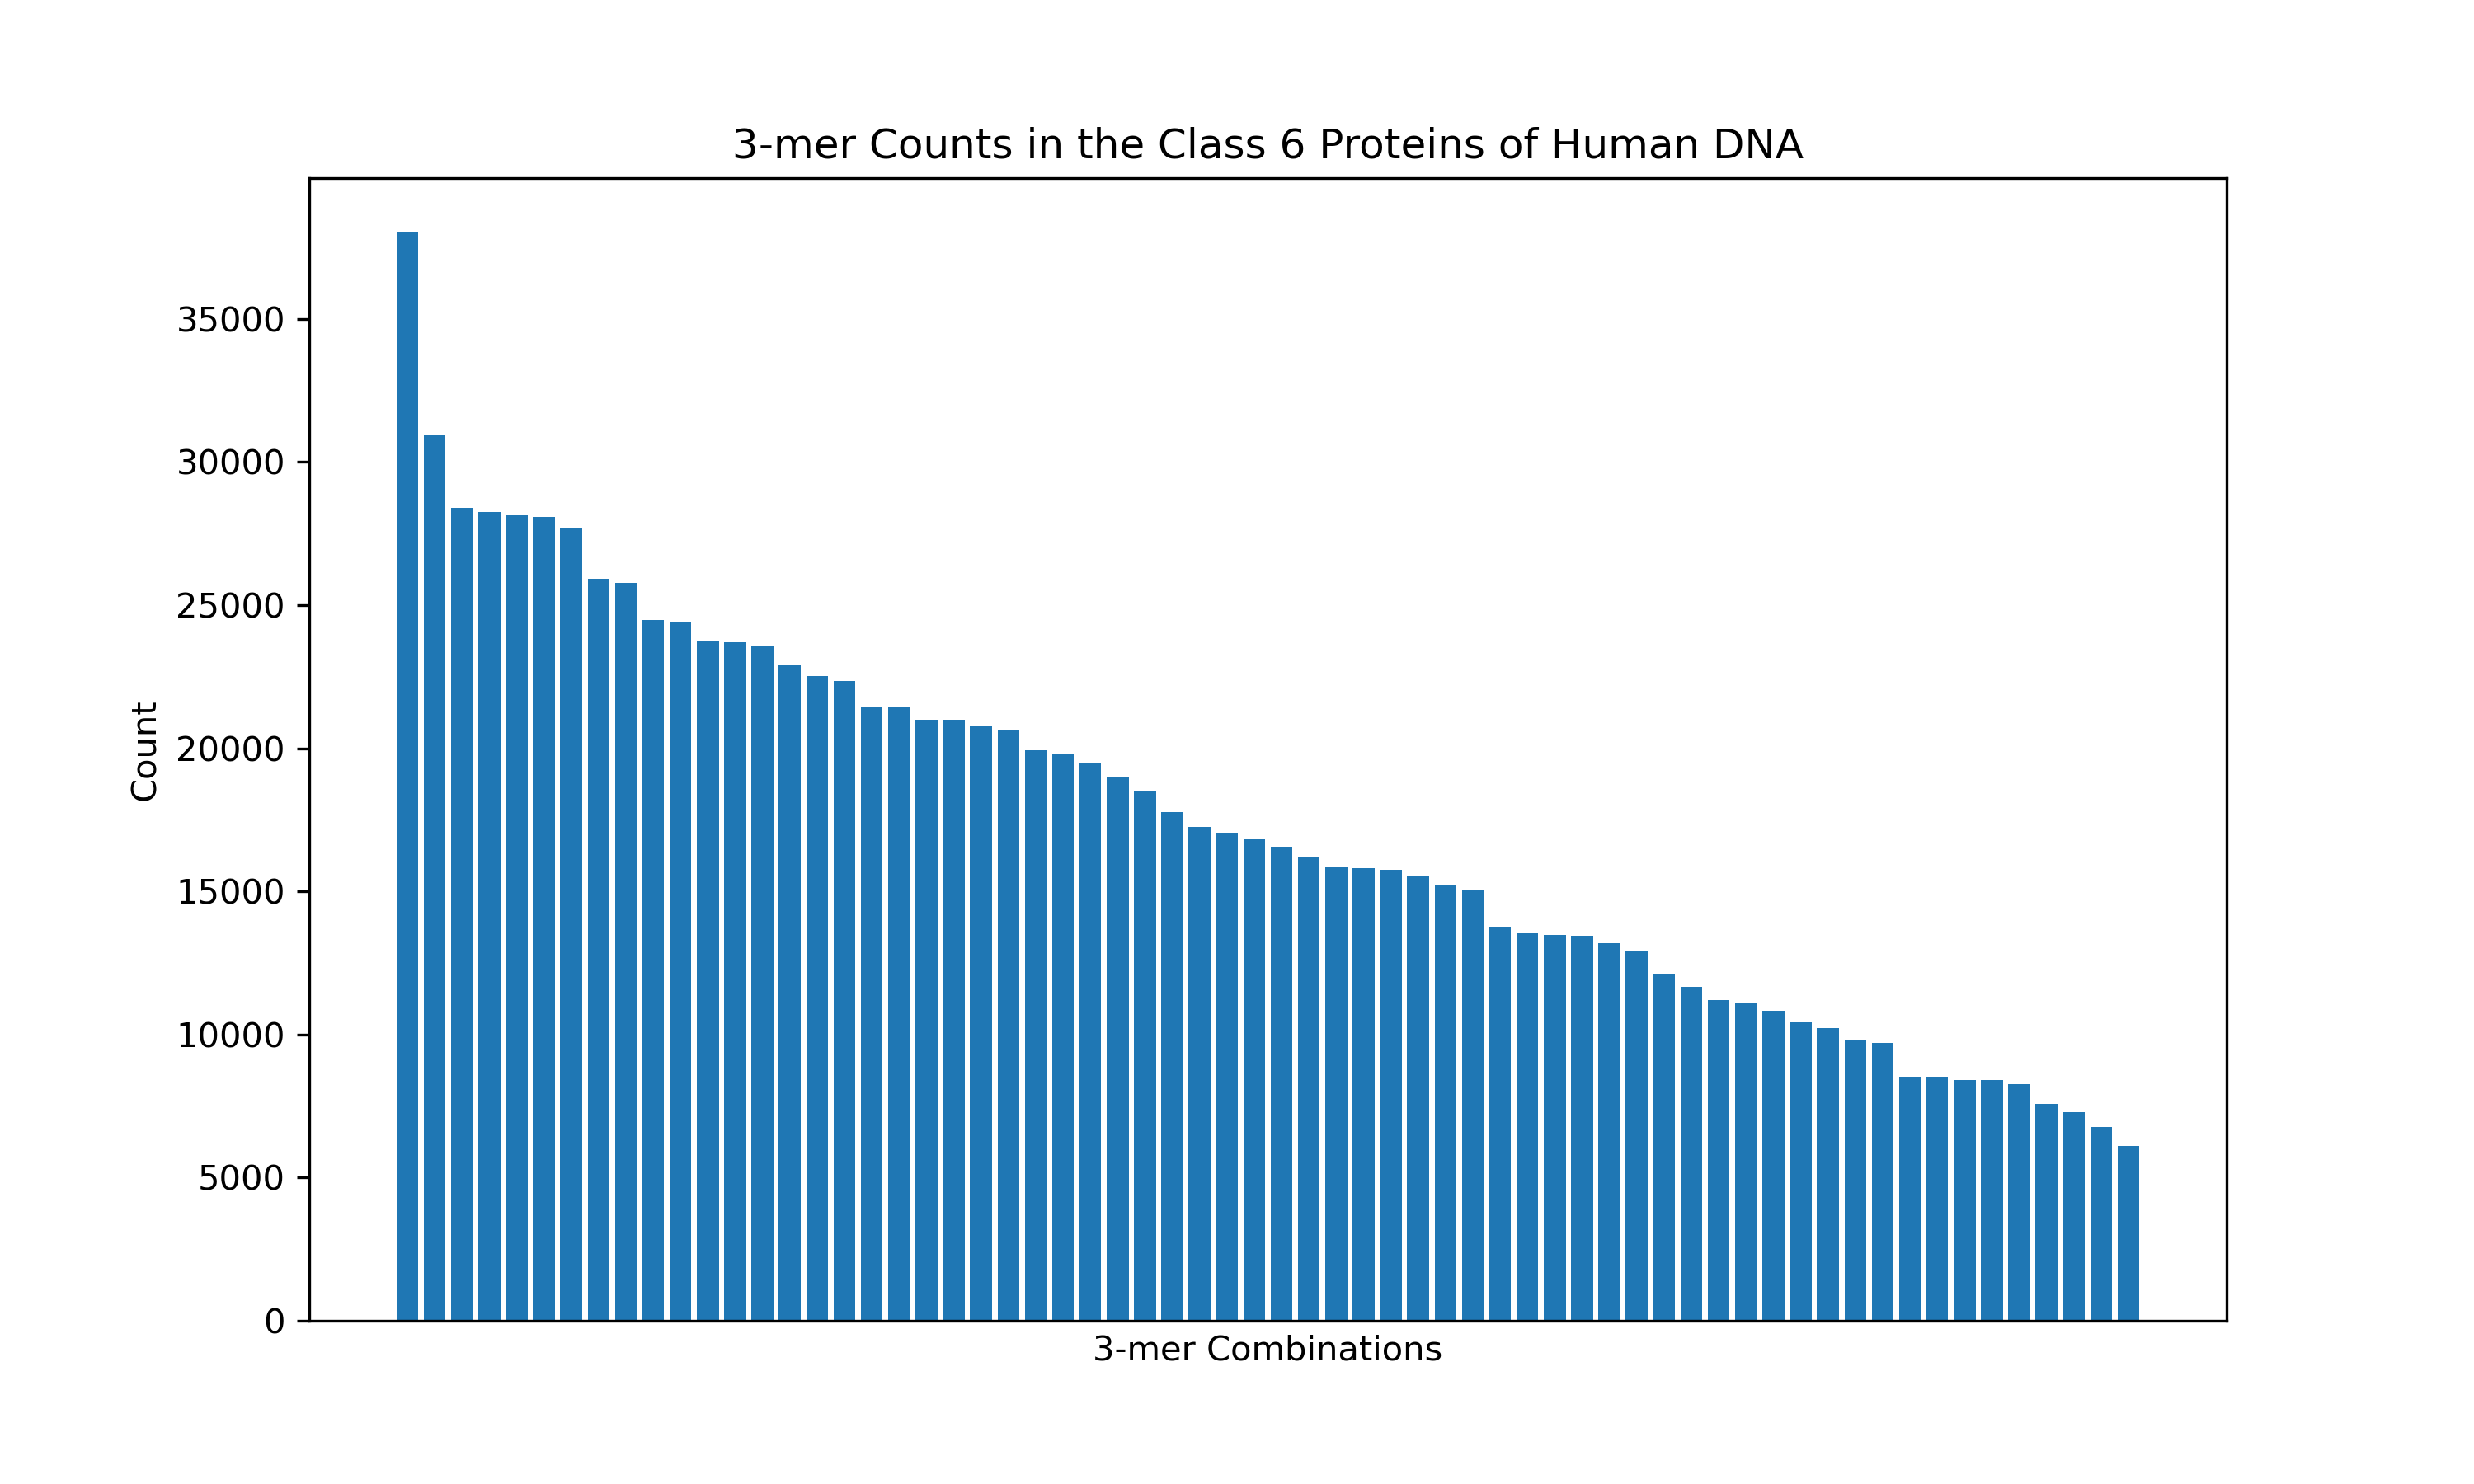 3-mer Counts in the Class 6 Proteins of Human DNA
35000
30000
25000
20000
15000
10000
5000
0
Count
3-mer Combinations